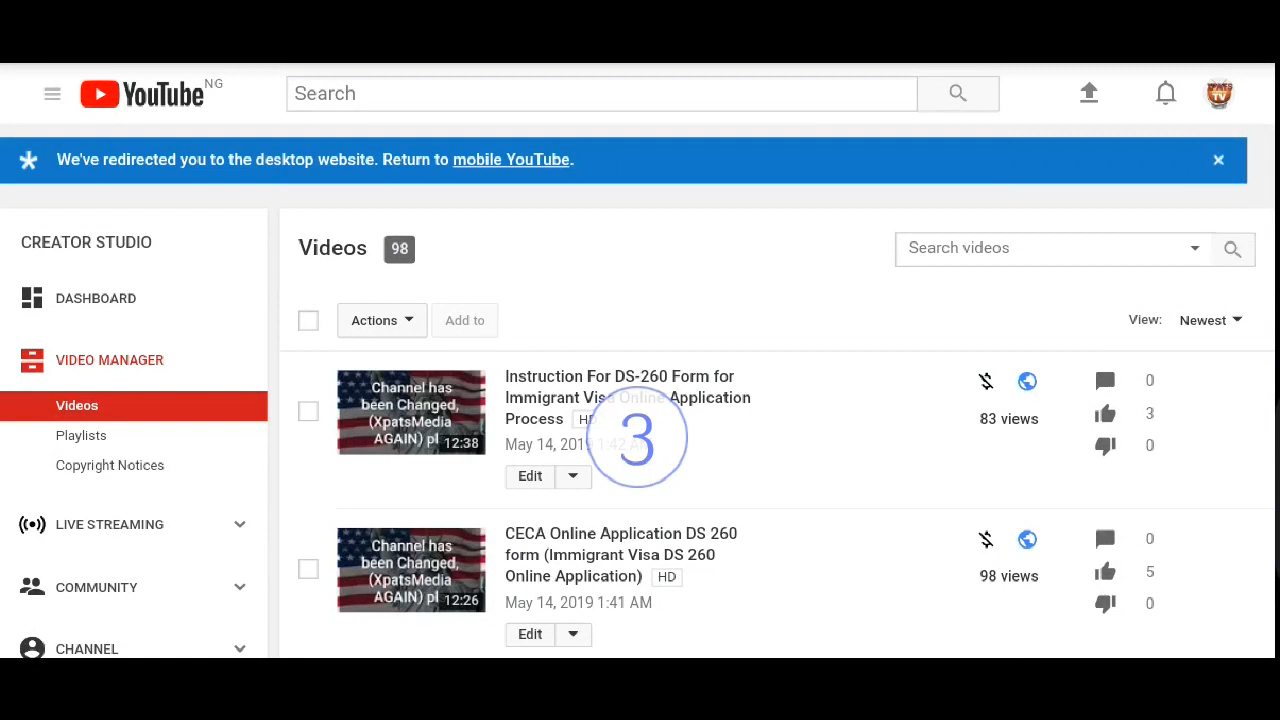 YouTube NG
Search
We've redirected you to the desktop website. Return to mobile YouTube.
CREATOR STUDIO
DASHBOARD
VIDEO MANAGER
Videos
Playlists
Copyright Notices
LIVE STREAMING
COMMUNITY
CHANNEL
Videos 98
Search videos
Actions
Add to
View: Newest
Channel has
been Changed,
(XpatsMedia
AGAIN) pl
12:38
Instruction For DS-260 Form for
Immigrant Visa Online Application
Process HD
May 14, 2019 1:42 AM
Edit
3
83 views
0
3
0
Channel has
been Changed,
(XpatsMedia
AGAIN) pl
12:26
CECA Online Application DS 260
form (Immigrant Visa DS 260
Online Application) HD
May 14, 2019 1:41 AM
Edit
98 views
0
5
0